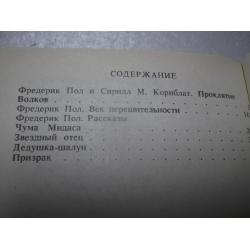 СОДЕРЖАНИЕ
Фредерик Пол и Сирилл М. Корнблат. Проклятие
Волков
Фредерик Пол. Век нерешительности
Фредерик Пол. Рассказы
Чума Мидаса
Звездный отец
Дедушка-шалун
Призрак